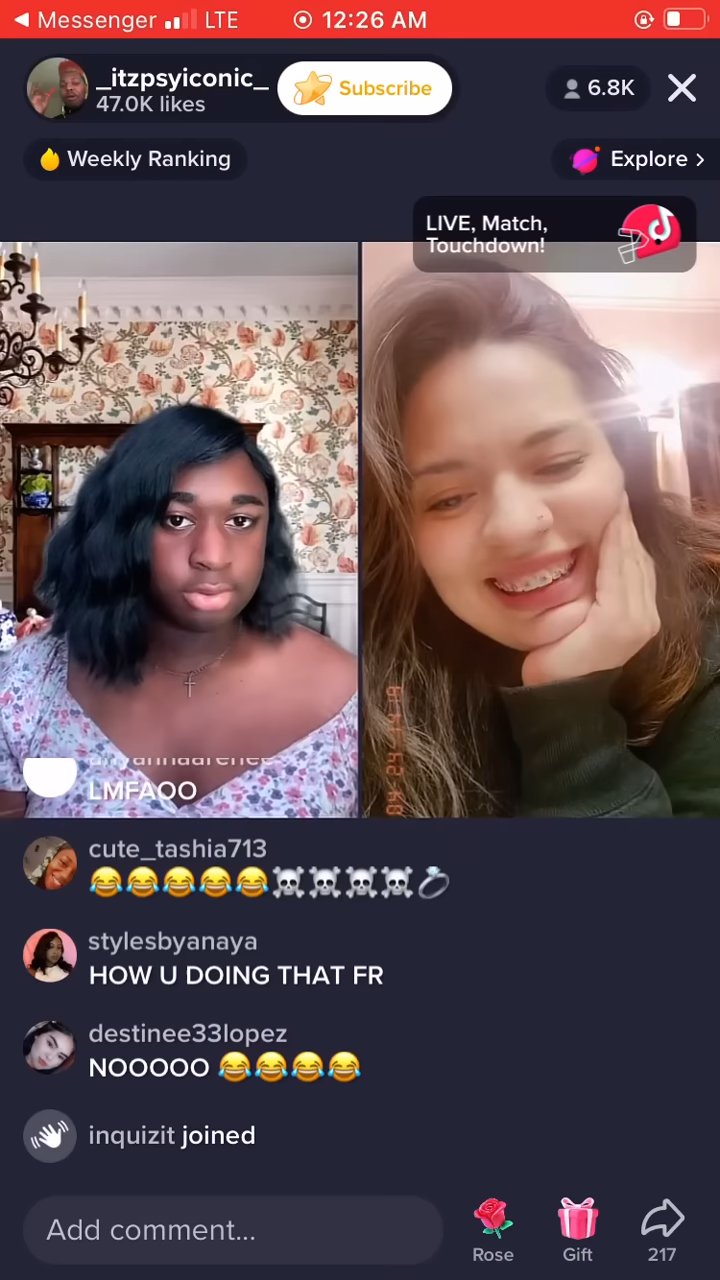 Messenger LTE 12:26 AM
_itzpsyiconic_
47.0K likes
Subscribe
6.8K
Weekly Ranking
Explore
LIVE, Match,
Touchdown!
LMFAOO
cute_tashia713
😂😂😂😂😂☠️☠️☠️☠️💍
stylesbyanaya
HOW U DOING THAT FR
destinee33lopez
NOOOOO 😂😂😂😂
inquizit joined
Add comment...
Rose
Gift
217